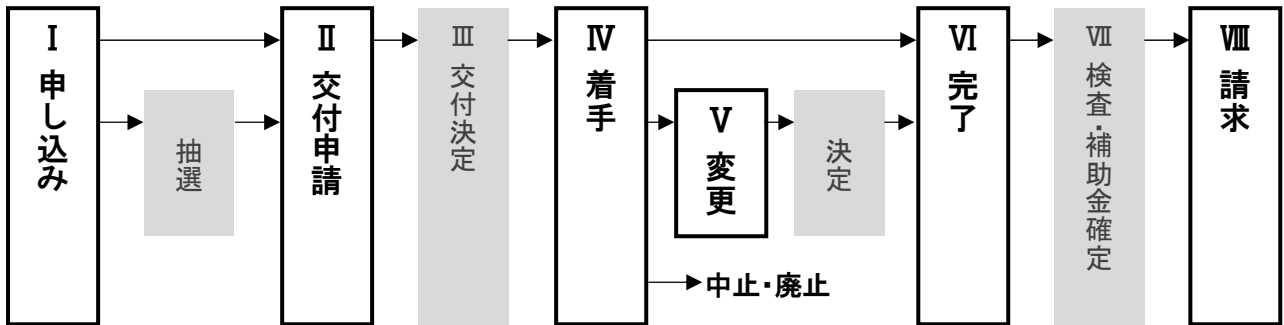 Ⅰ 申し込み
抽選
Ⅱ 交付申請
Ⅲ 交付決定
Ⅳ 着手
Ⅴ 変更
決定
中止・廃止
Ⅵ 完了
Ⅶ 検査・補助金確定
Ⅷ 請求